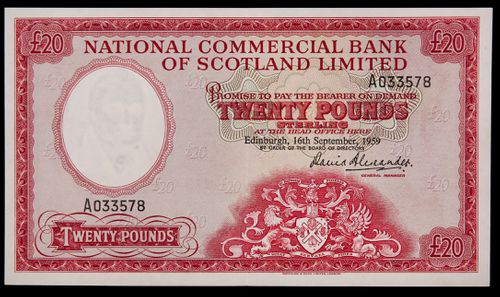 £20
£20
NATIONAL COMMERCIAL BANK
OF SCOTLAND LIMITED
A033578
PROMISE TO PAY THE BEARER ON DEMAND
TWENTY POUNDS
STERLING
AT THE HEAD OFFICE HERE
Edinburgh, 16th September, 1959
BY ORDER OF THE BOARD OF DIRECTORS
David Alexander
GENERAL MANAGER
A033578
TWENTY POUNDS
£20